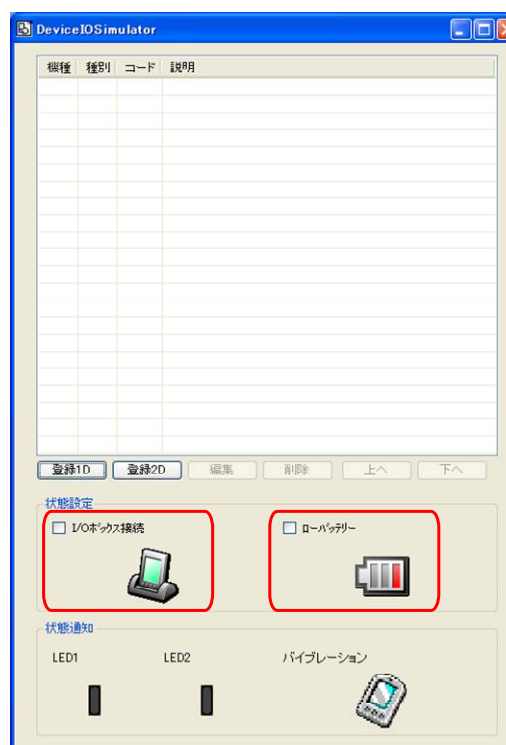 DeviceIOSimulator
機種 種別 コード 説明
登録1D 登録2D 編集 削除 上へ 下へ
状態設定
I/Oボックス接続 ローバッテリー
状態通知
LED1 LED2 バイブレーション